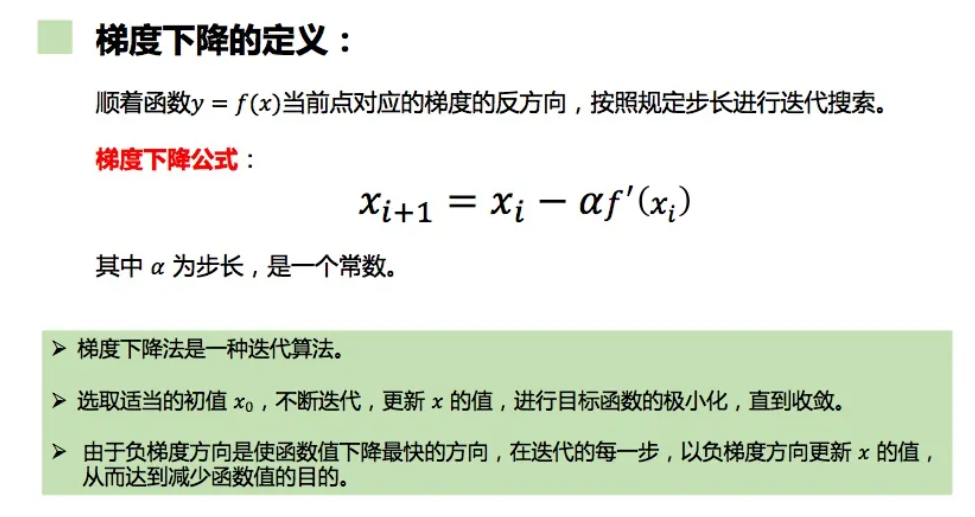 梯度下降的定义：
顺着函数y = f(x)当前点对应的梯度的反方向，按照规定步长进行迭代搜索。
梯度下降公式：
xᵢ₊₁ = xᵢ − αf′(xᵢ)
其中 α 为步长，是一个常数。
➢ 梯度下降法是一种迭代算法。
➢ 选取适当的初值 x₀，不断迭代，更新 x 的值，进行目标函数的极小化，直到收敛。
➢ 由于负梯度方向是使函数值下降最快的方向，在迭代的每一步，以负梯度方向更新 x 的值，
从而达到减少函数值的目的。